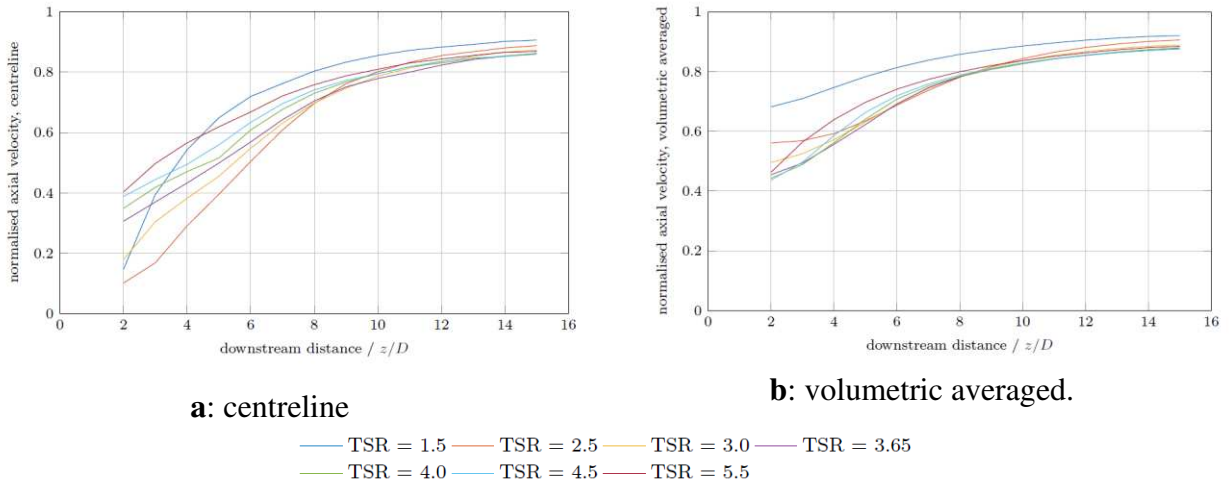 normalised axial velocity, centreline
1
0.8
0.6
0.4
0.2
0
0 2 4 6 8 10 12 14 16
downstream distance / z/D
a: centreline
normalised axial velocity, volumetric averaged
1
0.8
0.6
0.4
0.2
0
0 2 4 6 8 10 12 14 16
downstream distance / z/D
b: volumetric averaged.
TSR = 1.5 TSR = 2.5 TSR = 3.0 TSR = 3.65
TSR = 4.0 TSR = 4.5 TSR = 5.5